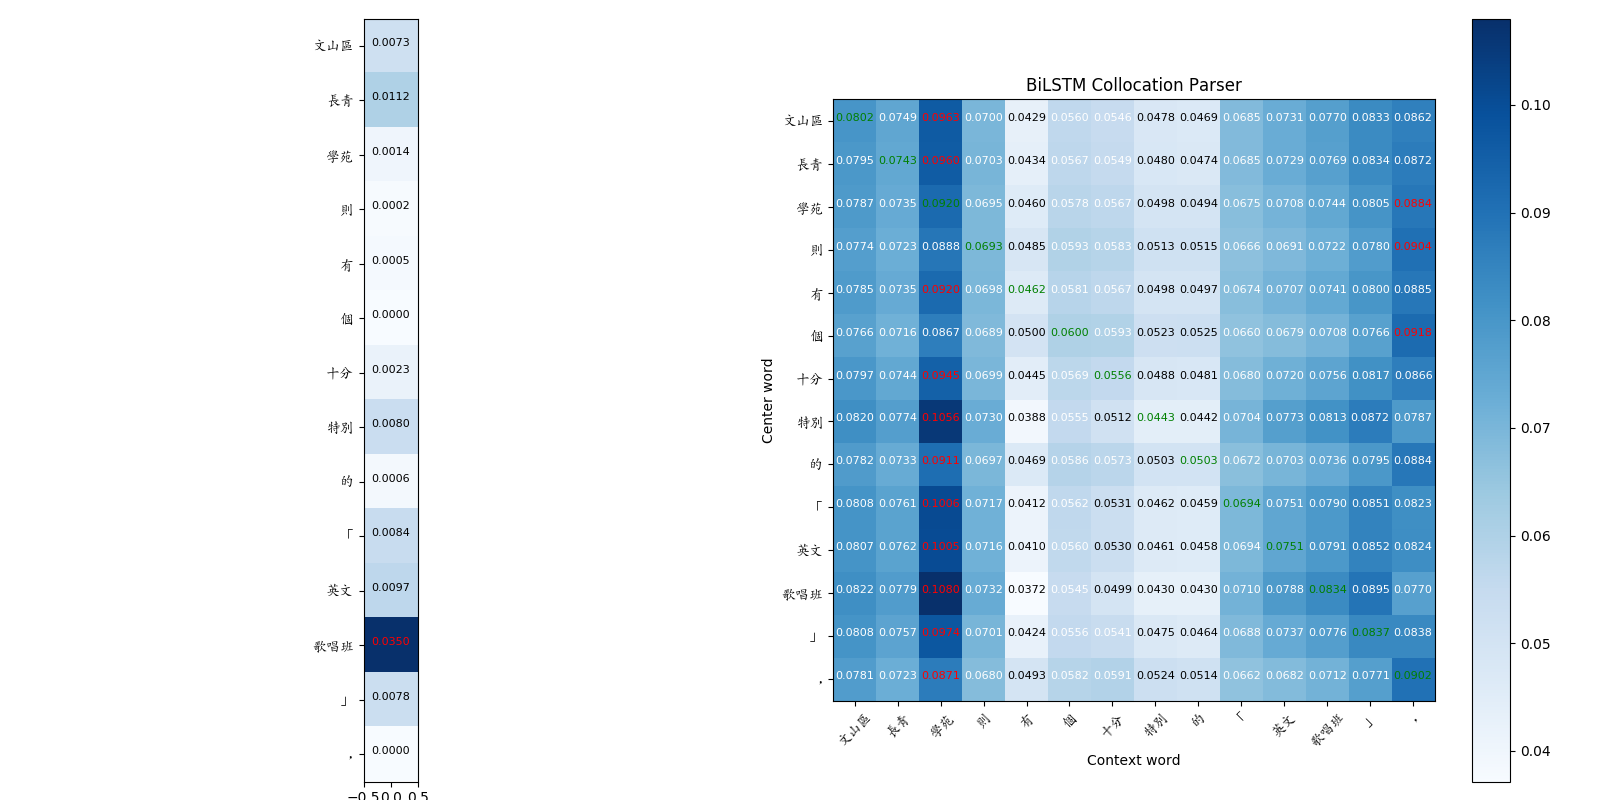 文山區 0.0073
長青 0.0112
學苑 0.0014
則 0.0002
有 0.0005
個 0.0000
十分 0.0023
特別 0.0080
的 0.0006
「 0.0084
英文 0.0097
歌唱班 0.0350
」 0.0078
， 0.0000
−0.5 0.0 0.5
BiLSTM Collocation Parser
Center word
文山區 0.0802 0.0749 0.0700 0.0429 0.0560 0.0546 0.0478 0.0469 0.0685 0.0731 0.0770 0.0833 0.0862
長青 0.0795 0.0743 0.0703 0.0434 0.0567 0.0549 0.0480 0.0474 0.0685 0.0729 0.0769 0.0834 0.0872
學苑 0.0787 0.0735 0.0920 0.0695 0.0460 0.0578 0.0567 0.0498 0.0494 0.0675 0.0708 0.0744 0.0805 0.0884
則 0.0774 0.0723 0.0888 0.0693 0.0485 0.0593 0.0583 0.0513 0.0515 0.0666 0.0691 0.0722 0.0780 0.0904
有 0.0785 0.0735 0.0920 0.0698 0.0462 0.0581 0.0567 0.0498 0.0497 0.0674 0.0707 0.0741 0.0800 0.0885
個 0.0766 0.0716 0.0867 0.0689 0.0500 0.0600 0.0593 0.0523 0.0525 0.0660 0.0679 0.0708 0.0766
十分 0.0797 0.0744 0.0699 0.0445 0.0569 0.0556 0.0488 0.0481 0.0680 0.0720 0.0756 0.0817 0.0866
特別 0.0820 0.0774 0.1056 0.0730 0.0388 0.0555 0.0512 0.0443 0.0442 0.0704 0.0773 0.0813 0.0872 0.0787
的 0.0782 0.0733 0.0911 0.0697 0.0469 0.0586 0.0573 0.0503 0.0503 0.0672 0.0703 0.0736 0.0795 0.0884
「 0.0808 0.0761 0.0717 0.0412 0.0562 0.0531 0.0462 0.0459 0.0694 0.0751 0.0790 0.0851 0.0823
英文 0.0807 0.0762 0.1005 0.0716 0.0410 0.0560 0.0530 0.0461 0.0458 0.0694 0.0751 0.0791 0.0852 0.0824
歌唱班 0.0822 0.0779 0.1080 0.0732 0.0372 0.0545 0.0499 0.0430 0.0430 0.0710 0.0788 0.0834 0.0895 0.0770
」 0.0808 0.0757 0.0701 0.0424 0.0556 0.0541 0.0475 0.0464 0.0688 0.0737 0.0776 0.0837 0.0838
， 0.0781 0.0723 0.0871 0.0680 0.0493 0.0582 0.0591 0.0524 0.0514 0.0662 0.0682 0.0712 0.0771 0.0902
文山區 長青 學苑 則 有 個 十分 特別 的 「 英文 歌唱班 」 ，
Context word
0.10
0.09
0.08
0.07
0.06
0.05
0.04